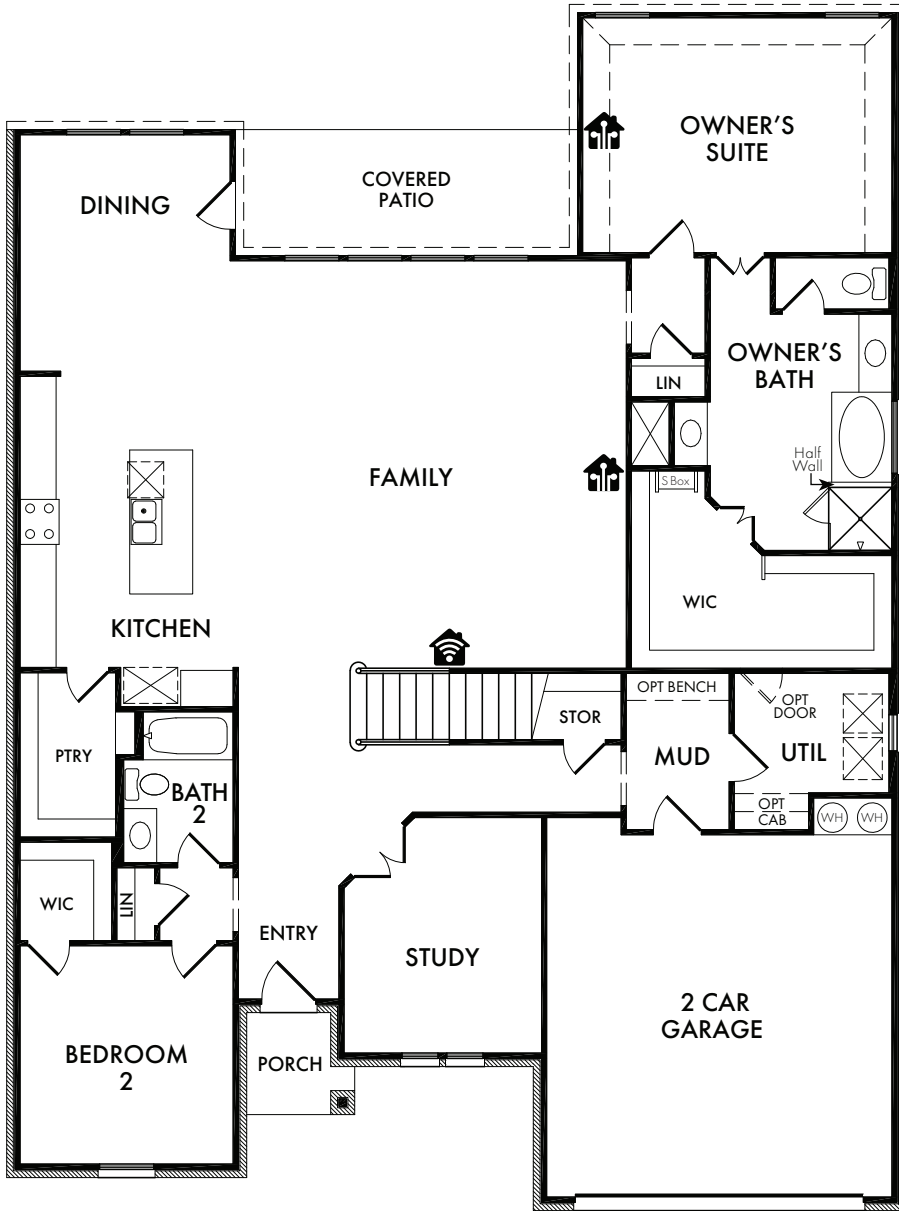 OWNER'S
SUITE
COVERED
PATIO
DINING
OWNER'S
BATH
LIN
Half
Wall
FAMILY
S Box
WIC
KITCHEN
OPT BENCH
OPT
DOOR
STOR
MUD
UTIL
PTRY
BATH
2
OPT
CAB
WH
WH
WIC
LIN
ENTRY
STUDY
2 CAR
GARAGE
BEDROOM
2
PORCH